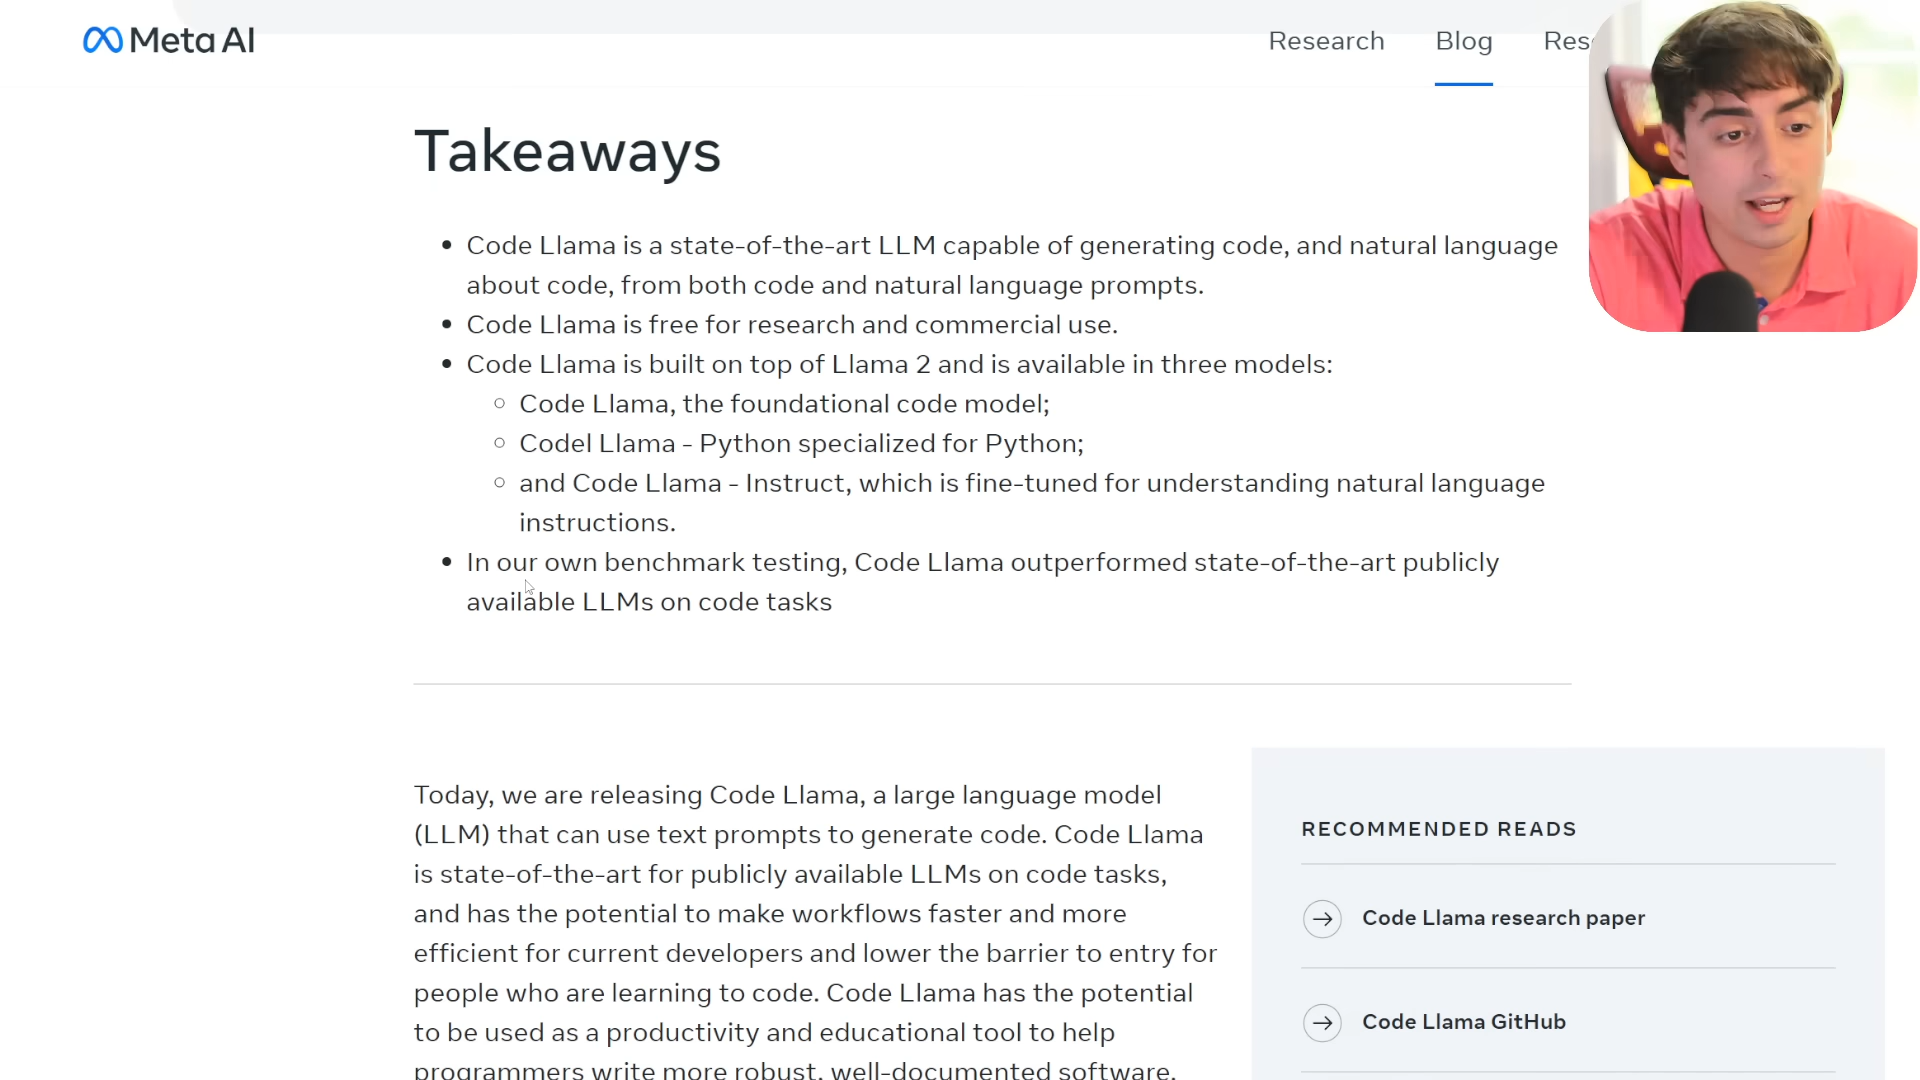 Meta AI
Research Blog
Takeaways
• Code Llama is a state-of-the-art LLM capable of generating code, and natural language
about code, from both code and natural language prompts.
• Code Llama is free for research and commercial use.
• Code Llama is built on top of Llama 2 and is available in three models:
○ Code Llama, the foundational code model;
○ Codel Llama - Python specialized for Python;
○ and Code Llama - Instruct, which is fine-tuned for understanding natural language
instructions.
• In our own benchmark testing, Code Llama outperformed state-of-the-art publicly
available LLMs on code tasks
Today, we are releasing Code Llama, a large language model
(LLM) that can use text prompts to generate code. Code Llama
is state-of-the-art for publicly available LLMs on code tasks,
and has the potential to make workflows faster and more
efficient for current developers and lower the barrier to entry for
people who are learning to code. Code Llama has the potential
to be used as a productivity and educational tool to help
programmers write more robust, well-documented software.
RECOMMENDED READS
Code Llama research paper
Code Llama GitHub